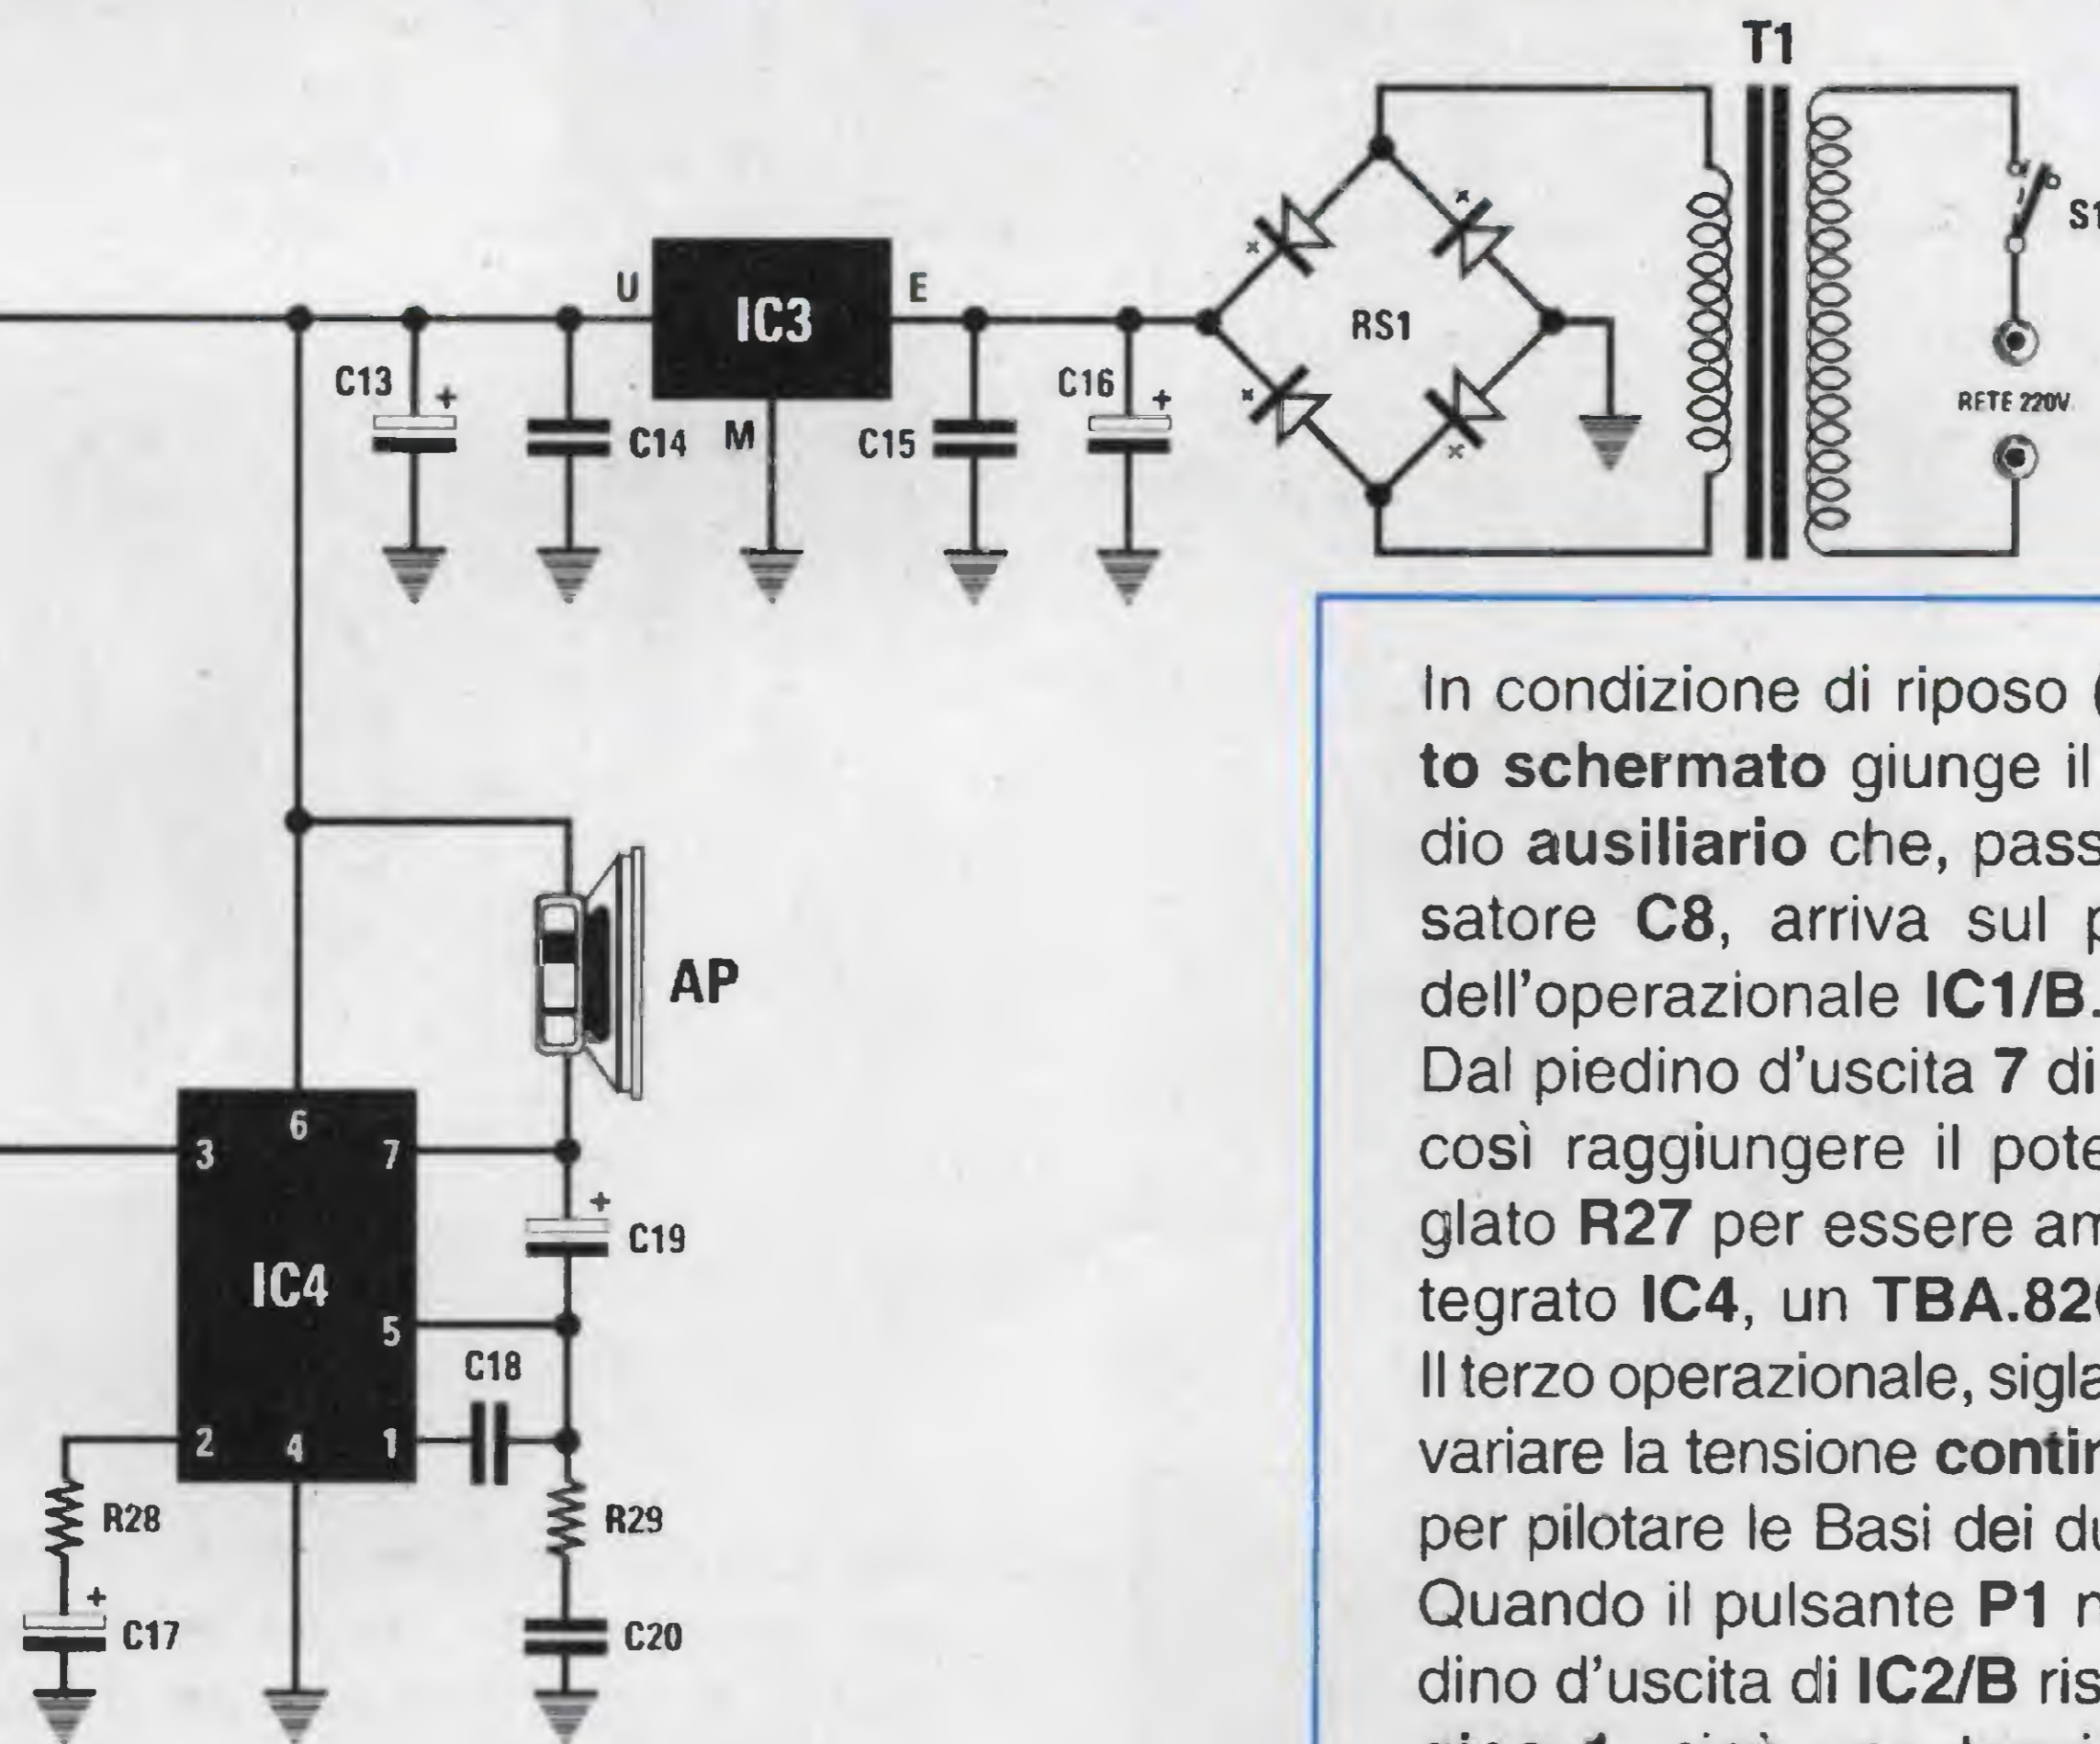 T1
S1
U
IC3
E
RS1
C13
+
C14
M
C15
C16
+
RETE 220V.
AP
6
3
7
+
C19
IC4
5
C18
2
4
1
R28
R29
+
C17
C20
In condizione di riposo (
to schermato giunge il
dio ausiliario che, pass
satore C8, arriva sul p
dell'operazionale IC1/B.
Dal piedino d'uscita 7 di
così raggiungere il pote
glato R27 per essere am
tegrato IC4, un TBA.820
Il terzo operazionale, sigla
variare la tensione contin
per pilotare le Basi dei du
Quando il pulsante P1 n
dino d'uscita di IC2/B ris